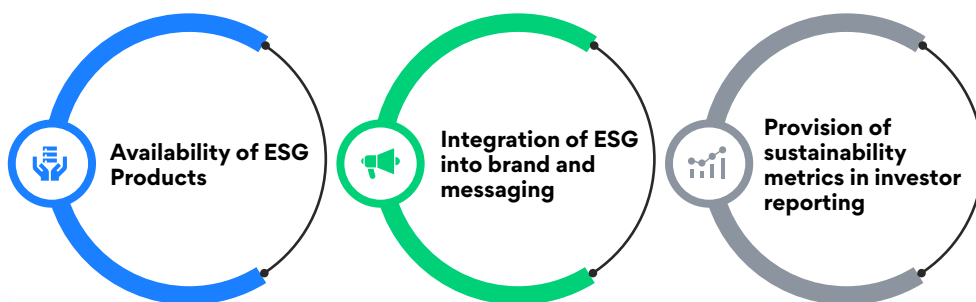 Availability of ESG
Products
Integration of ESG
into brand and
messaging
Provision of
sustainability
metrics in investor
reporting